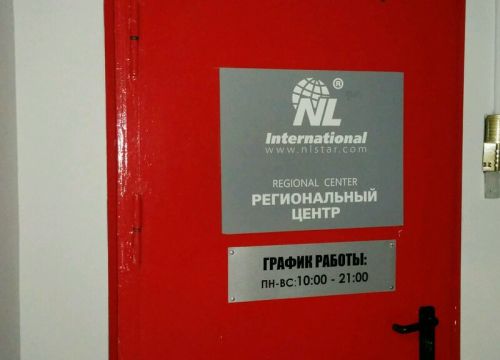 NL®
International
www.nlstar.com
REGIONAL CENTER
РЕГИОНАЛЬНЫЙ
ЦЕНТР
ГРАФИК РАБОТЫ:
ПН-ВС:10:00 - 21:00